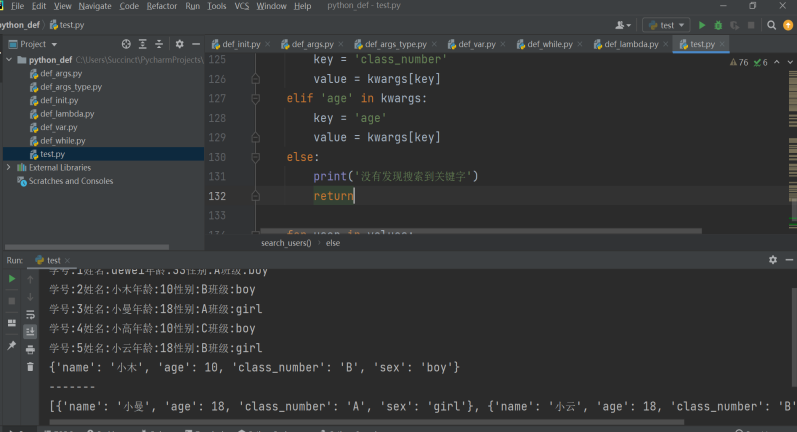 File Edit View Navigate Code Refactor Run Tools VCS Window Help python_def - test.py
python_def test.py test
Project
def_init.py def_args.py def_args_type.py def_var.py def_while.py def_lambda.py test.py
python_def C:\Users\Succinct\PycharmProjects\
def_args.py
def_args_type.py
def_init.py
def_lambda.py
def_var.py
def_while.py
test.py
External Libraries
Scratches and Consoles
76 6
125 key = 'class_number'
126 value = kwargs[key]
127 elif 'age' in kwargs:
128 key = 'age'
129 value = kwargs[key]
130 else:
131 print('没有发现搜索到关键字')
132 return
133
134 for user in values:
search_users() else
Run: test
学号:1姓名:dewei年龄:33性别:A班级:boy
学号:2姓名:小木年龄:10性别:B班级:boy
学号:3姓名:小曼年龄:18性别:A班级:girl
学号:4姓名:小高年龄:10性别:C班级:boy
学号:5姓名:小云年龄:18性别:B班级:girl
{'name': '小木', 'age': 10, 'class_number': 'B', 'sex': 'boy'}
-------
[{'name': '小曼', 'age': 18, 'class_number': 'A', 'sex': 'girl'}, {'name': '小云', 'age': 18, 'class_number': 'B'